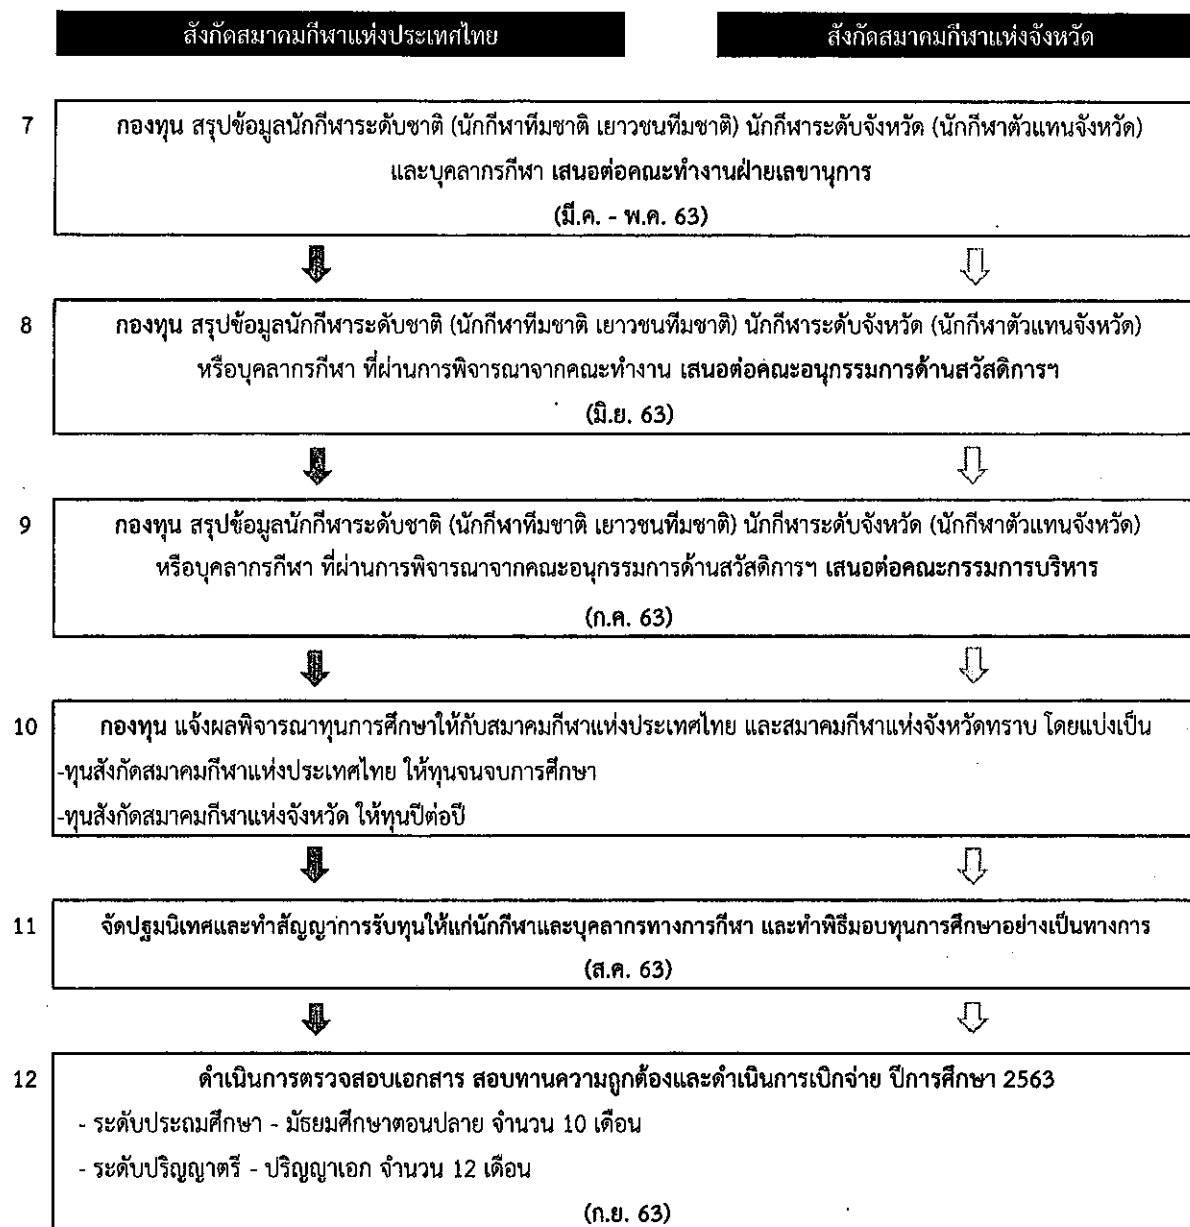 สังกัดสมาคมกีฬาแห่งประเทศไทย
สังกัดสมาคมกีฬาแห่งจังหวัด
7
กองทุน สรุปข้อมูลนักกีฬาระดับชาติ (นักกีฬาทีมชาติ เยาวชนทีมชาติ) นักกีฬาระดับจังหวัด (นักกีฬาตัวแทนจังหวัด)
และบุคลากรกีฬา เสนอต่อคณะทำงานฝ่ายเลขานุการ
(มี.ค. - พ.ค. 63)
8
กองทุน สรุปข้อมูลนักกีฬาระดับชาติ (นักกีฬาทีมชาติ เยาวชนทีมชาติ) นักกีฬาระดับจังหวัด (นักกีฬาตัวแทนจังหวัด)
หรือบุคลากรกีฬา ที่ผ่านการพิจารณาจากคณะทำงาน เสนอต่อคณะอนุกรรมการด้านสวัสดิการฯ
(มิ.ย. 63)
9
กองทุน สรุปข้อมูลนักกีฬาระดับชาติ (นักกีฬาทีมชาติ เยาวชนทีมชาติ) นักกีฬาระดับจังหวัด (นักกีฬาตัวแทนจังหวัด)
หรือบุคลากรกีฬา ที่ผ่านการพิจารณาจากคณะอนุกรรมการด้านสวัสดิการฯ เสนอต่อคณะกรรมการบริหาร
(ก.ค. 63)
10
กองทุน แจ้งผลพิจารณาทุนการศึกษาให้กับสมาคมกีฬาแห่งประเทศไทย และสมาคมกีฬาแห่งจังหวัดทราบ โดยแบ่งเป็น
-ทุนสังกัดสมาคมกีฬาแห่งประเทศไทย ให้ทุนจนจบการศึกษา
-ทุนสังกัดสมาคมกีฬาแห่งจังหวัด ให้ทุนปีต่อปี
11
จัดปฐมนิเทศและทำสัญญาการรับทุนให้แก่นักกีฬาและบุคลากรทางการกีฬา และทำพิธีมอบทุนการศึกษาอย่างเป็นทางการ
(ส.ค. 63)
12
ดำเนินการตรวจสอบเอกสาร สอบทานความถูกต้องและดำเนินการเบิกจ่าย ปีการศึกษา 2563
- ระดับประถมศึกษา - มัธยมศึกษาตอนปลาย จำนวน 10 เดือน
- ระดับปริญญาตรี - ปริญญาเอก จำนวน 12 เดือน
(ก.ย. 63)